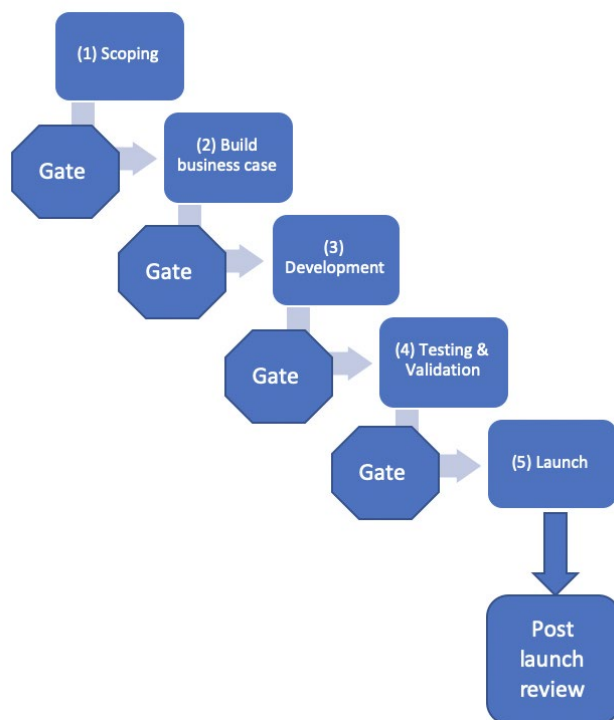 (1) Scoping
Gate
(2) Build
business case
Gate
(3)
Development
Gate
(4) Testing &
Validation
Gate
(5) Launch
Post
launch
review